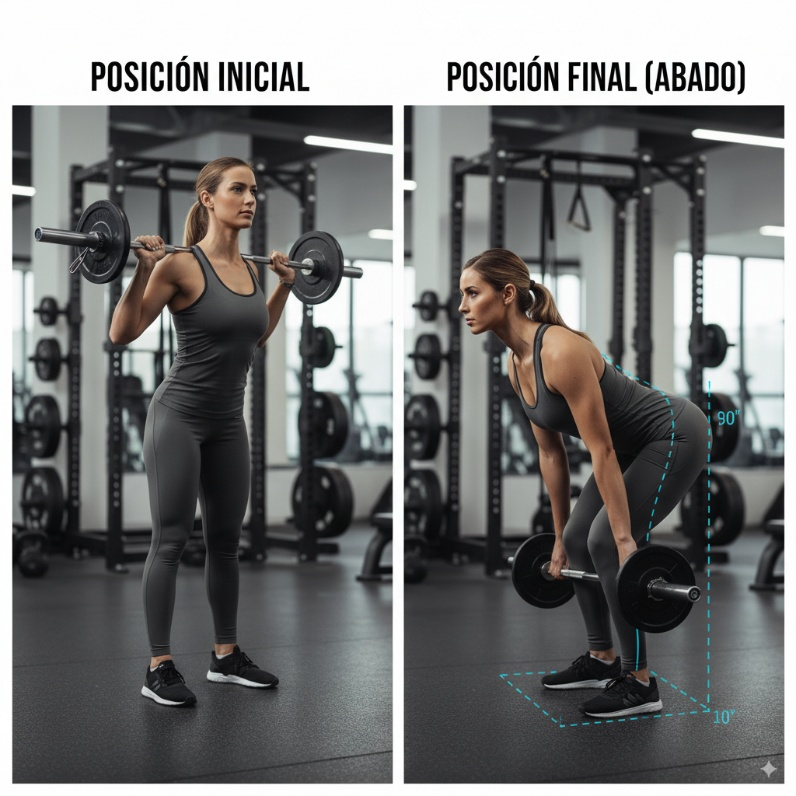 POSICIÓN INICIAL
POSICIÓN FINAL (ABADO)
90"
10"